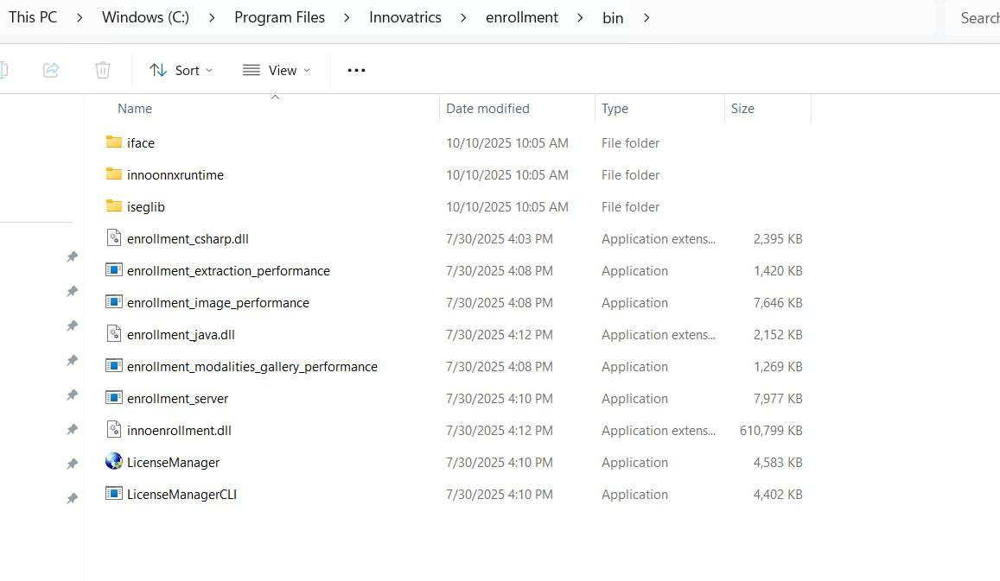 This PC > Windows (C:) > Program Files > Innovatrics > enrollment > bin > Search
Sort View
Name Date modified Type Size
iface 10/10/2025 10:05 AM File folder
innoonnxruntime 10/10/2025 10:05 AM File folder
iseglib 10/10/2025 10:05 AM File folder
enrollment_csharp.dll 7/30/2025 4:03 PM Application extens... 2,395 KB
enrollment_extraction_performance 7/30/2025 4:08 PM Application 1,420 KB
enrollment_image_performance 7/30/2025 4:08 PM Application 7,646 KB
enrollment_java.dll 7/30/2025 4:12 PM Application extens... 2,152 KB
enrollment_modalities_gallery_performance 7/30/2025 4:08 PM Application 1,269 KB
enrollment_server 7/30/2025 4:10 PM Application 7,977 KB
innoenrollment.dll 7/30/2025 4:12 PM Application extens... 610,799 KB
LicenseManager 7/30/2025 4:10 PM Application 4,583 KB
LicenseManagerCLI 7/30/2025 4:10 PM Application 4,402 KB